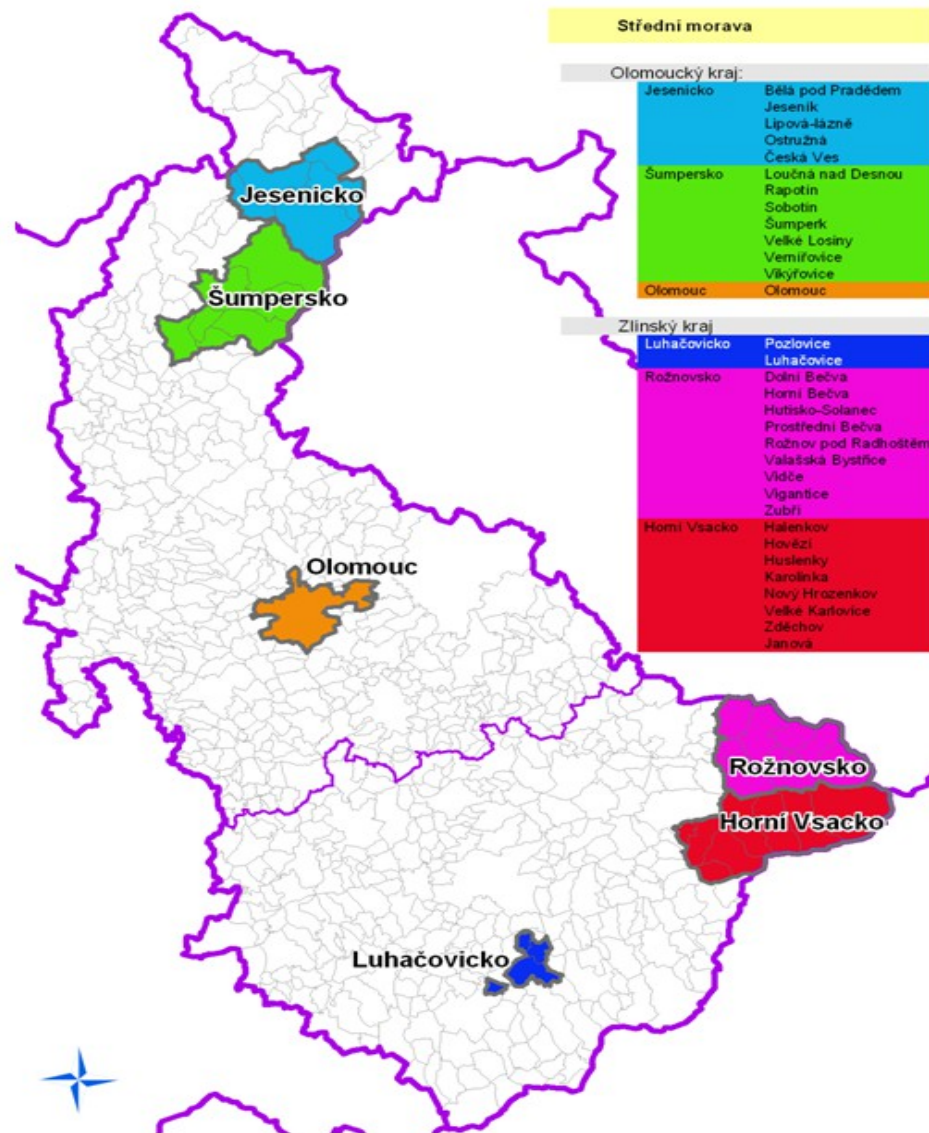 Střední morava
Olomoucký kraj:
Jesenicko Bělá pod Pradědem
Jeseník
Lipová-lázně
Ostružná
Česká Ves
Šumpersko Loučná nad Desnou
Rapotín
Sobotín
Šumperk
Velké Losiny
Vernířovice
Vikýřovice
Olomouc Olomouc
Zlínský kraj
Luhačovicko Pozlovice
Luhačovice
Rožnovsko Dolní Bečva
Horní Bečva
Hutisko-Solanec
Prostřední Bečva
Rožnov pod Radhoštěm
Valašská Bystřice
Vidče
Vigantice
Zubří
Horní Vsacko Halenkov
Hovězí
Huslenky
Karolinka
Nový Hrozenkov
Velké Karlovice
Zděchov
Janová
Jesenicko
Šumpersko
Olomouc
Rožnovsko
Horní Vsacko
Luhačovicko